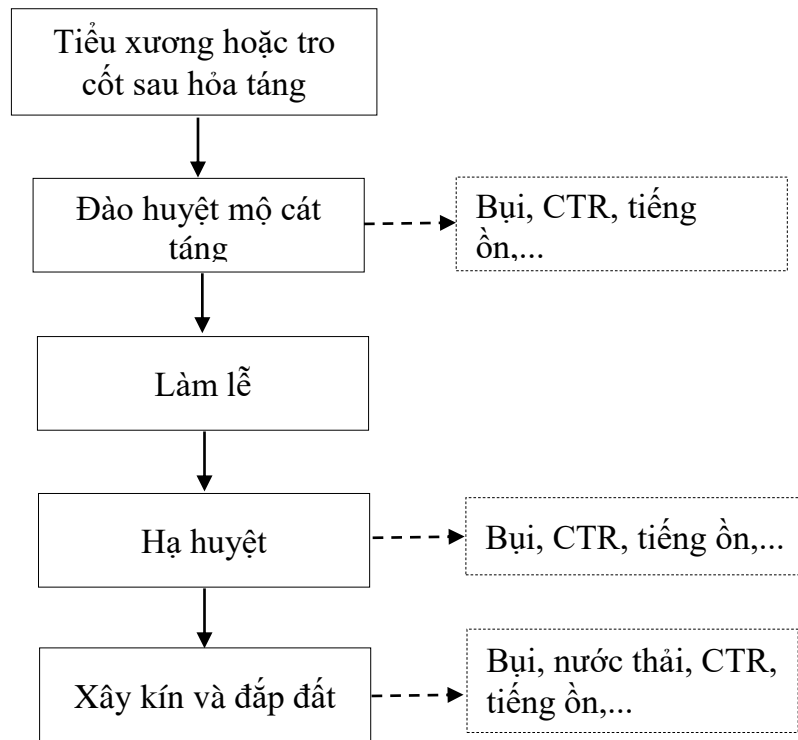 Tiểu xương hoặc tro
cốt sau hỏa táng
Đào huyệt mộ cát
táng
Bụi, CTR, tiếng
ồn,...
Làm lễ
Hạ huyệt
Bụi, CTR, tiếng ồn,...
Xây kín và đắp đất
Bụi, nước thải, CTR,
tiếng ồn,...